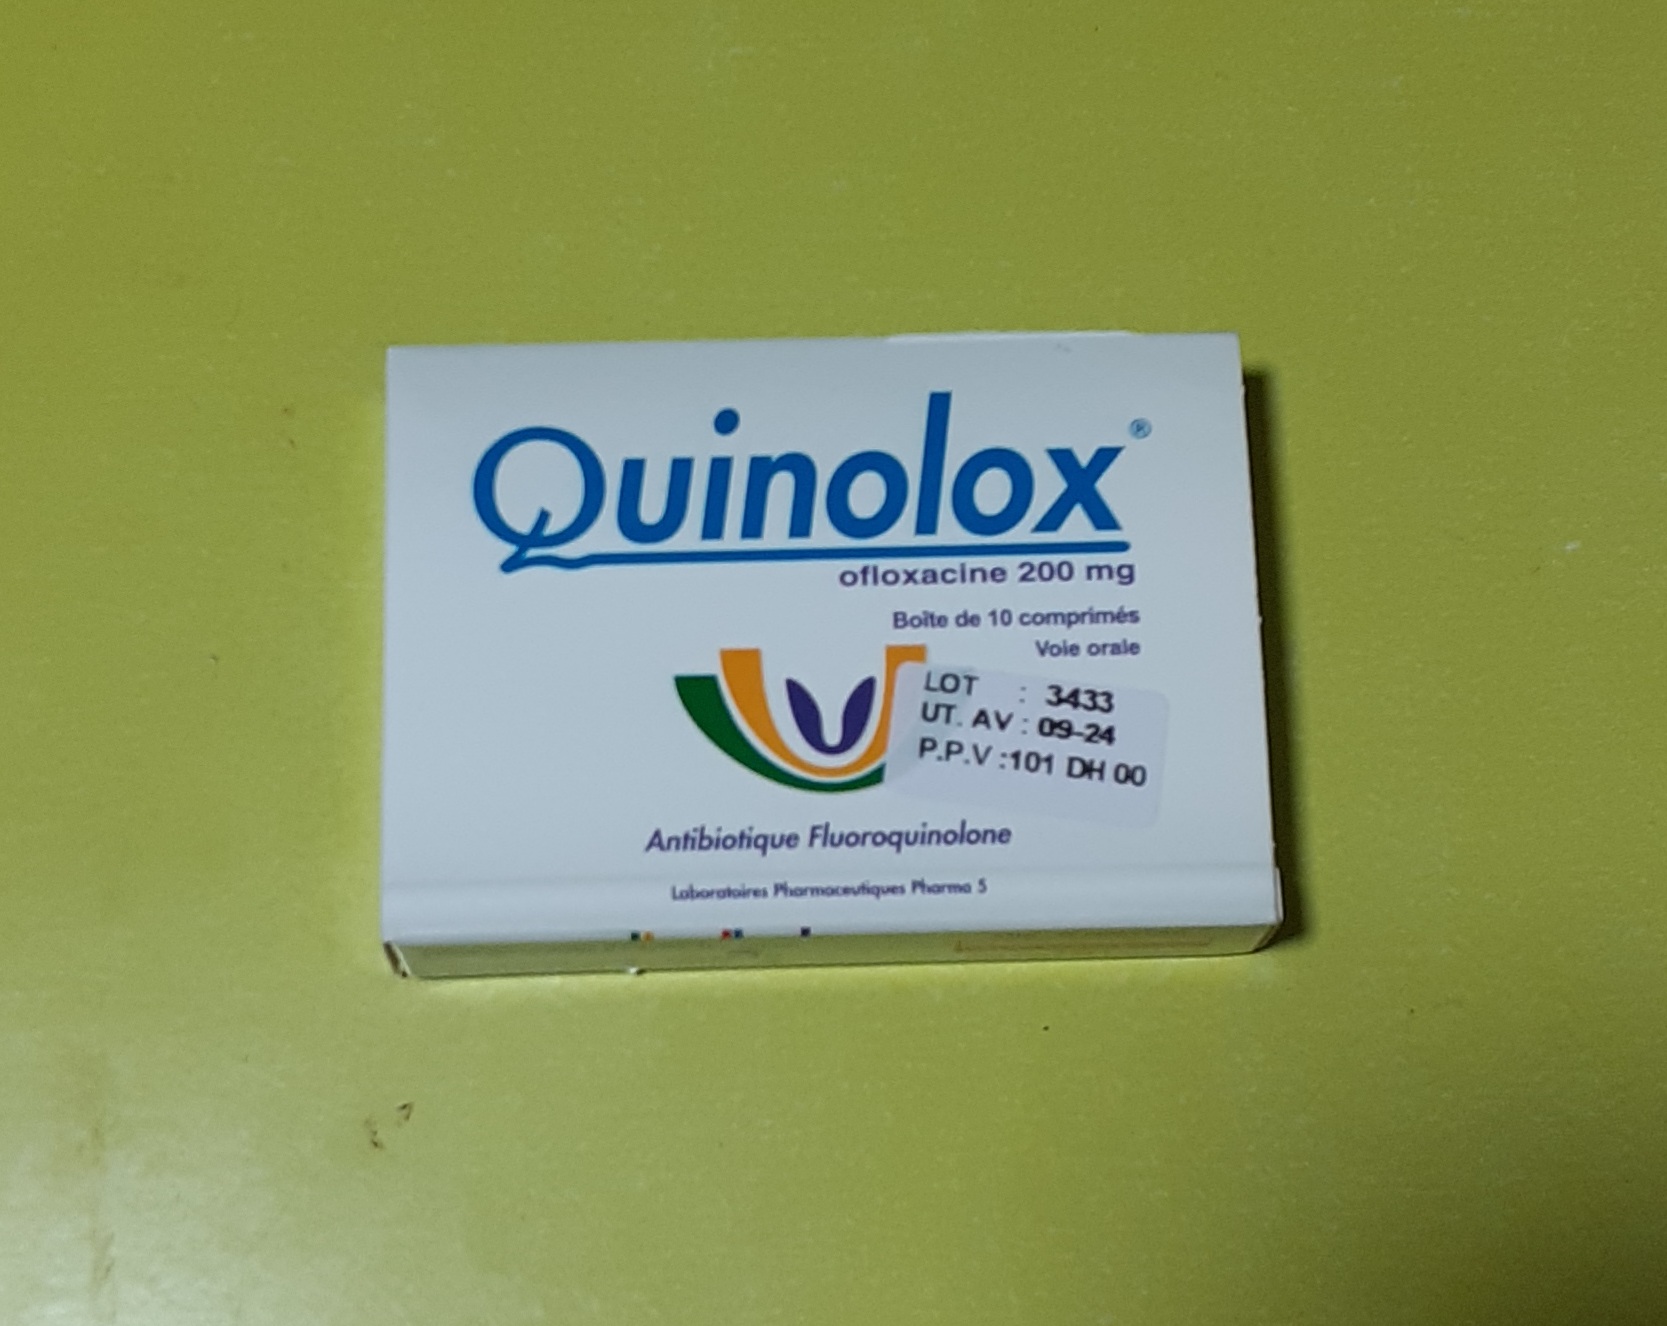 Quinolox®
ofloxacine 200 mg
Boîte de 10 comprimés
Voie orale
LOT : 3433
UT. AV : 09-24
P.P.V :101 DH 00
Antibiotique Fluoroquinolone
Laboratoires Pharmaceutiques Pharma 5